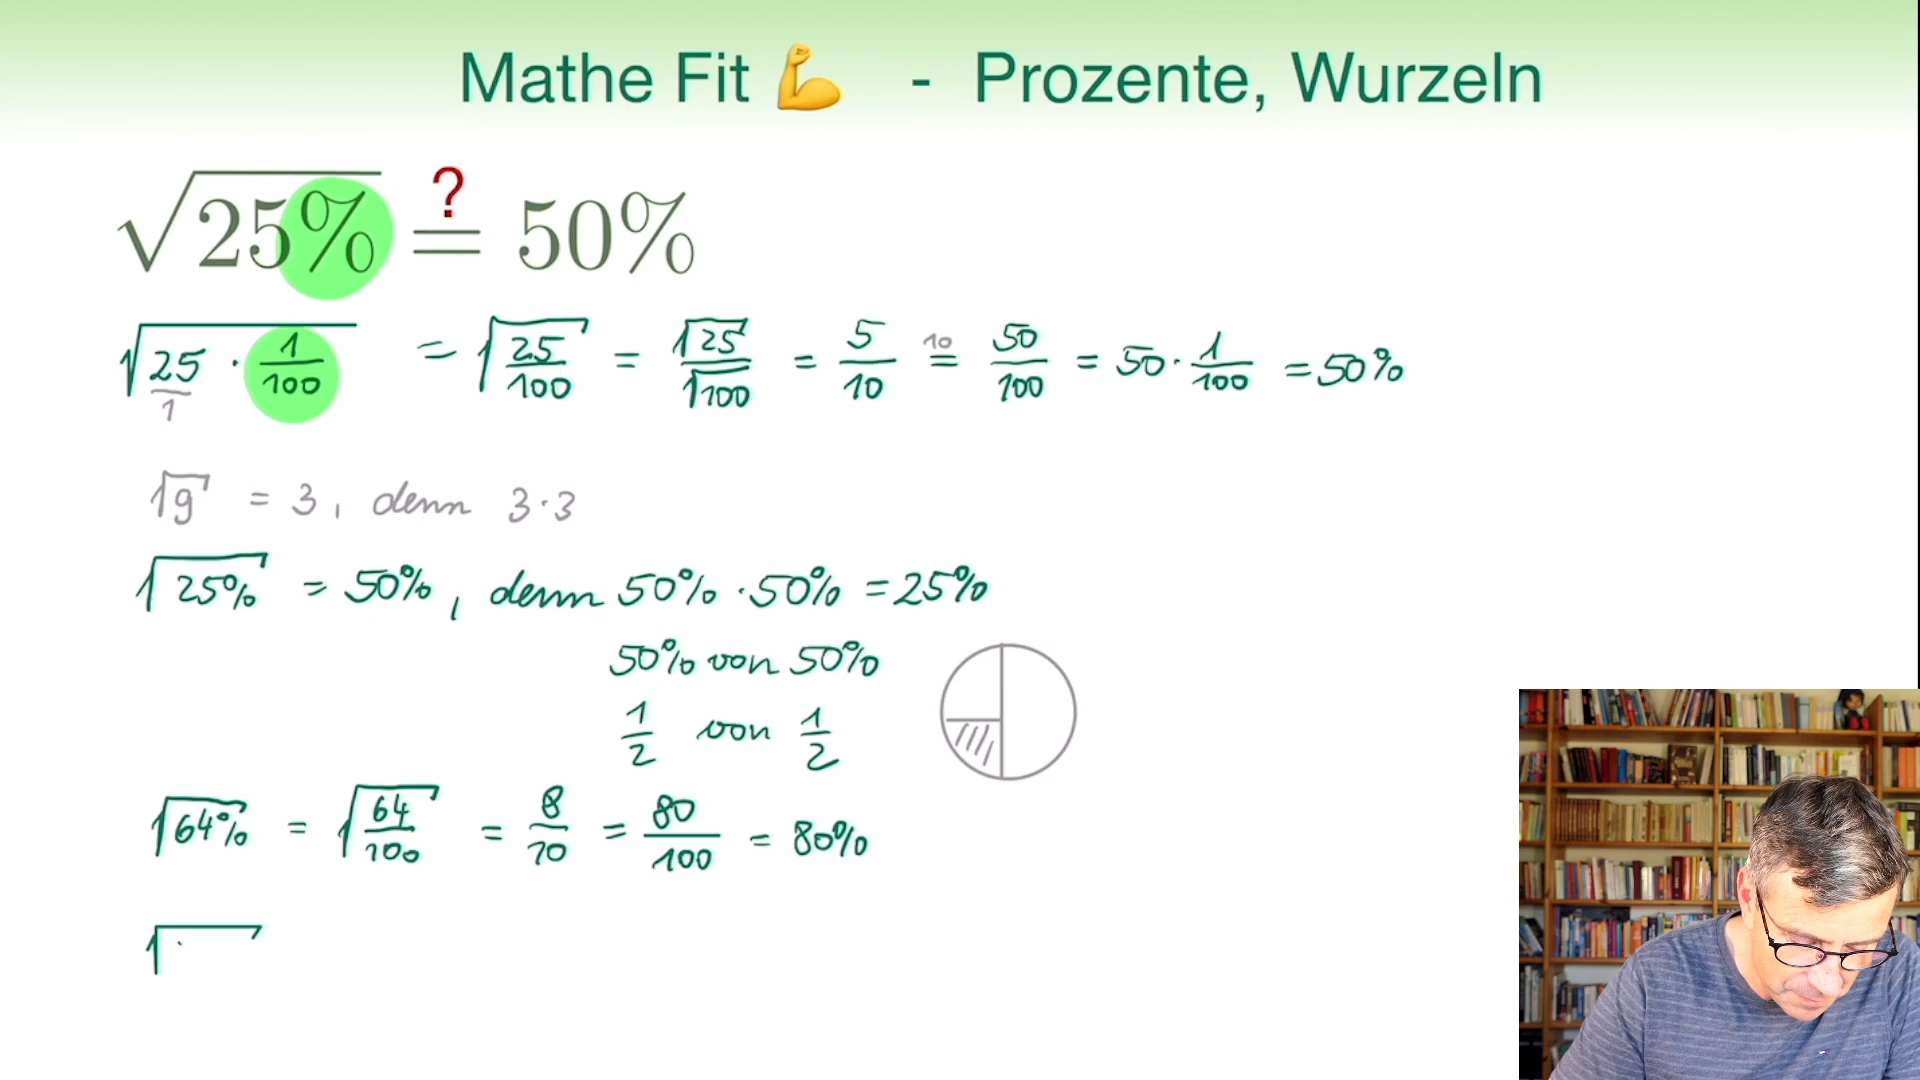 Mathe Fit 💪 - Prozente, Wurzeln
√25% ?= 50%
√(25/1 · 1/100) = √(25/100) = √25/√100 = 5/10 10= 50/100 = 50 · 1/100 = 50%
√9 = 3, denn 3·3
√25% = 50%, denn 50% · 50% = 25%
50% von 50%
1/2 von 1/2
√64% = √(64/100) = 8/10 = 80/100 = 80%
√